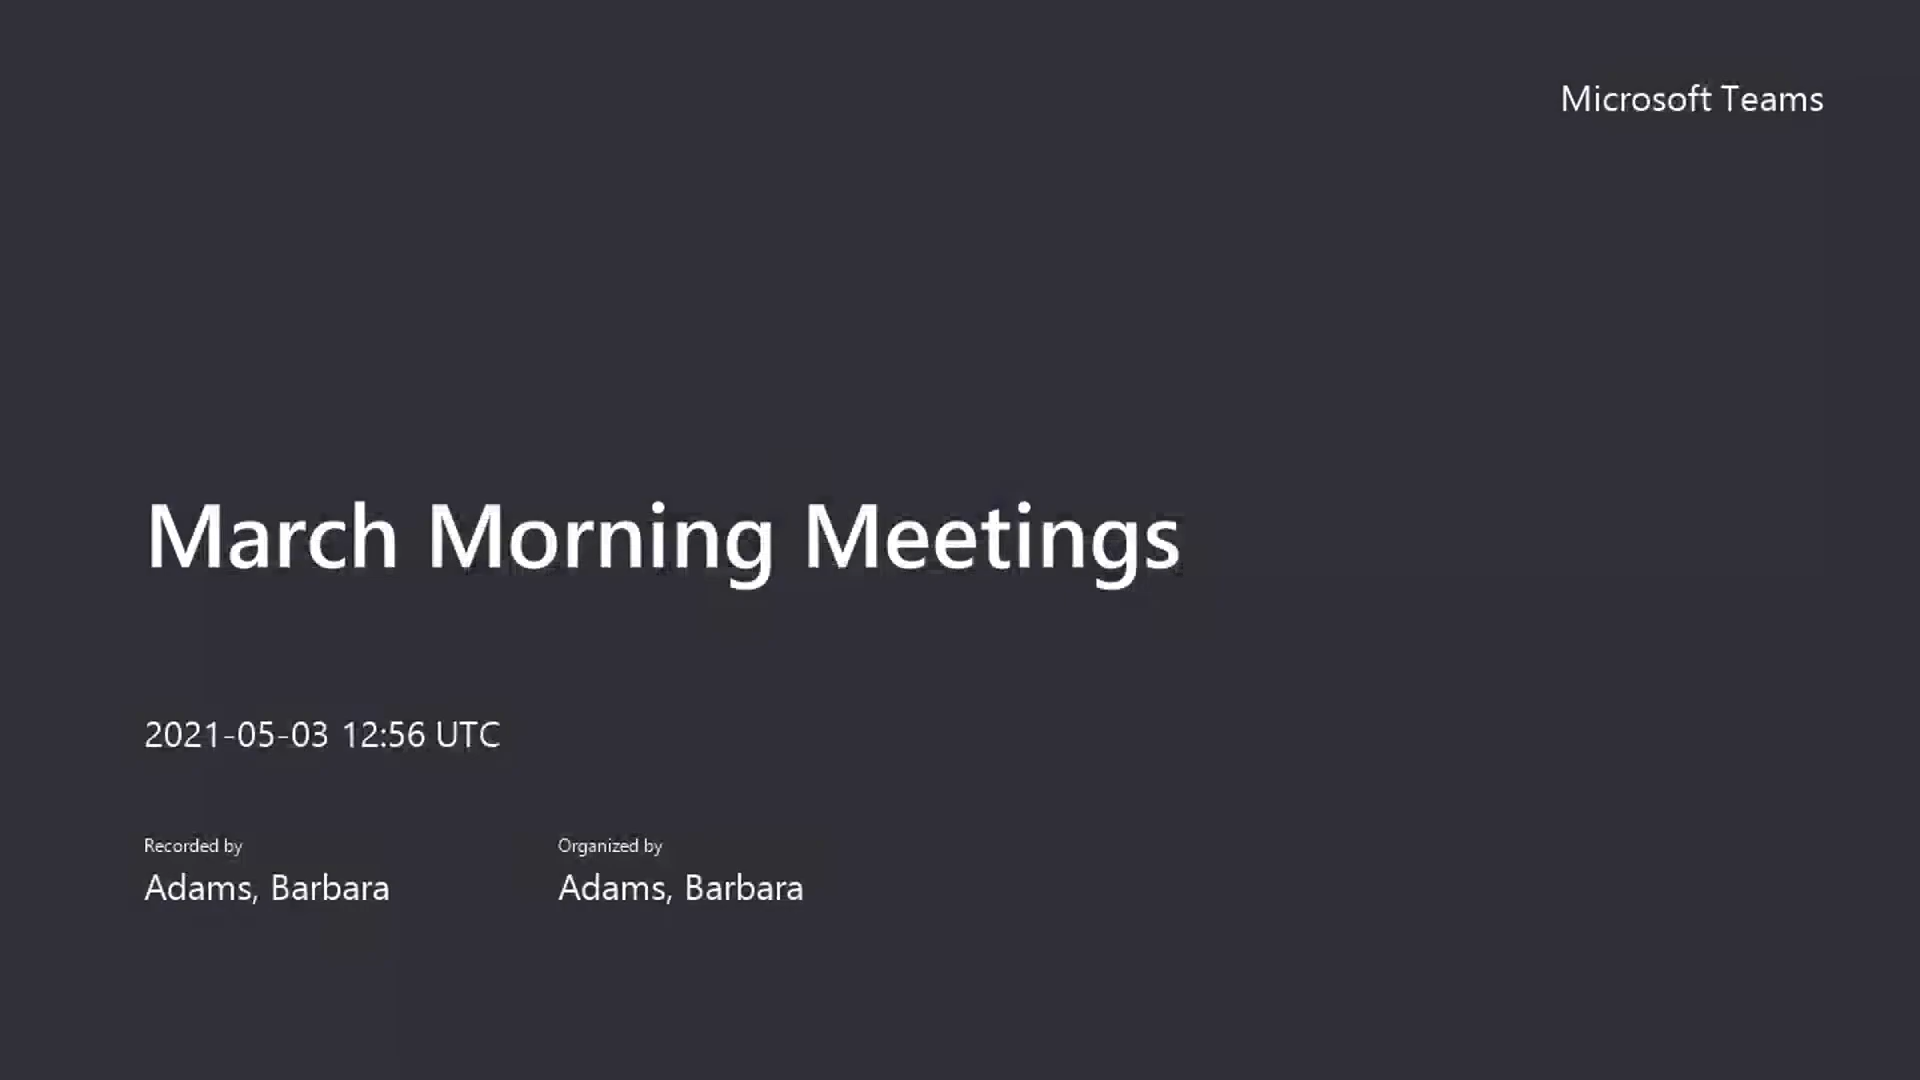 Microsoft Teams
March Morning Meetings
2021-05-03 12:56 UTC
Recorded by
Adams, Barbara
Organized by
Adams, Barbara